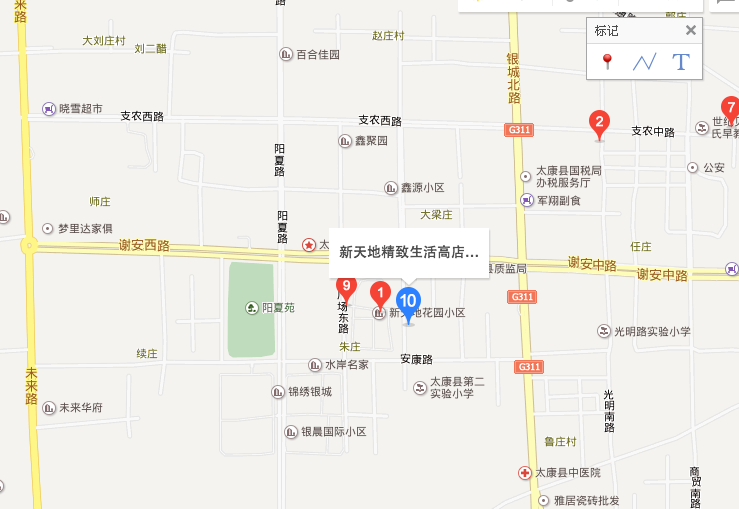 米路
阳夏路
鄢庄
标记
大刘庄村
刘二醋
赵庄村
百合佳园
银城北路
T
晓雪超市
支农西路
支农西路
G311
2
7
支农中路
鑫聚园
公安
阳夏路
太康县国税局
办税服务厅
鑫源小区
军翔副食
师庄
大梁庄
阳夏路
梦里达家俱
谢安西路
任庄
新天地精致生活高店...
县质监局
谢安中路
谢安中路
9
1
10
G311
阳夏苑
场东路
新天地花园小区
光明路实验小学
朱庄
续庄
安康路
水岸名家
G311
未来路
太康县第二
实验小学
锦绣银城
光明南路
未来华府
银晨国际小区
鲁庄村
太康县中医院
商贸南路
雅居瓷砖批发